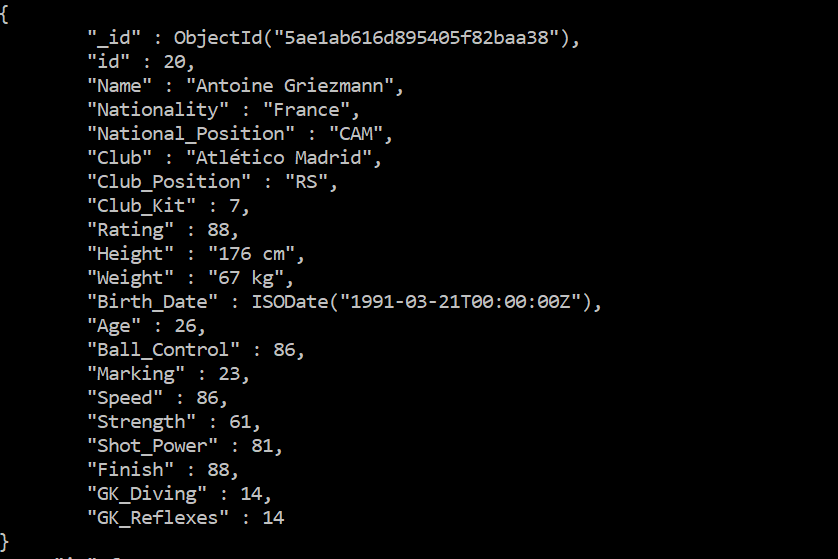 {
"_id" : ObjectId("5ae1ab616d895405f82baa38"),
"id" : 20,
"Name" : "Antoine Griezmann",
"Nationality" : "France",
"National_Position" : "CAM",
"Club" : "Atlético Madrid",
"Club_Position" : "RS",
"Club_Kit" : 7,
"Rating" : 88,
"Height" : "176 cm",
"Weight" : "67 kg",
"Birth_Date" : ISODate("1991-03-21T00:00:00Z"),
"Age" : 26,
"Ball_Control" : 86,
"Marking" : 23,
"Speed" : 86,
"Strength" : 61,
"Shot_Power" : 81,
"Finish" : 88,
"GK_Diving" : 14,
"GK_Reflexes" : 14
}